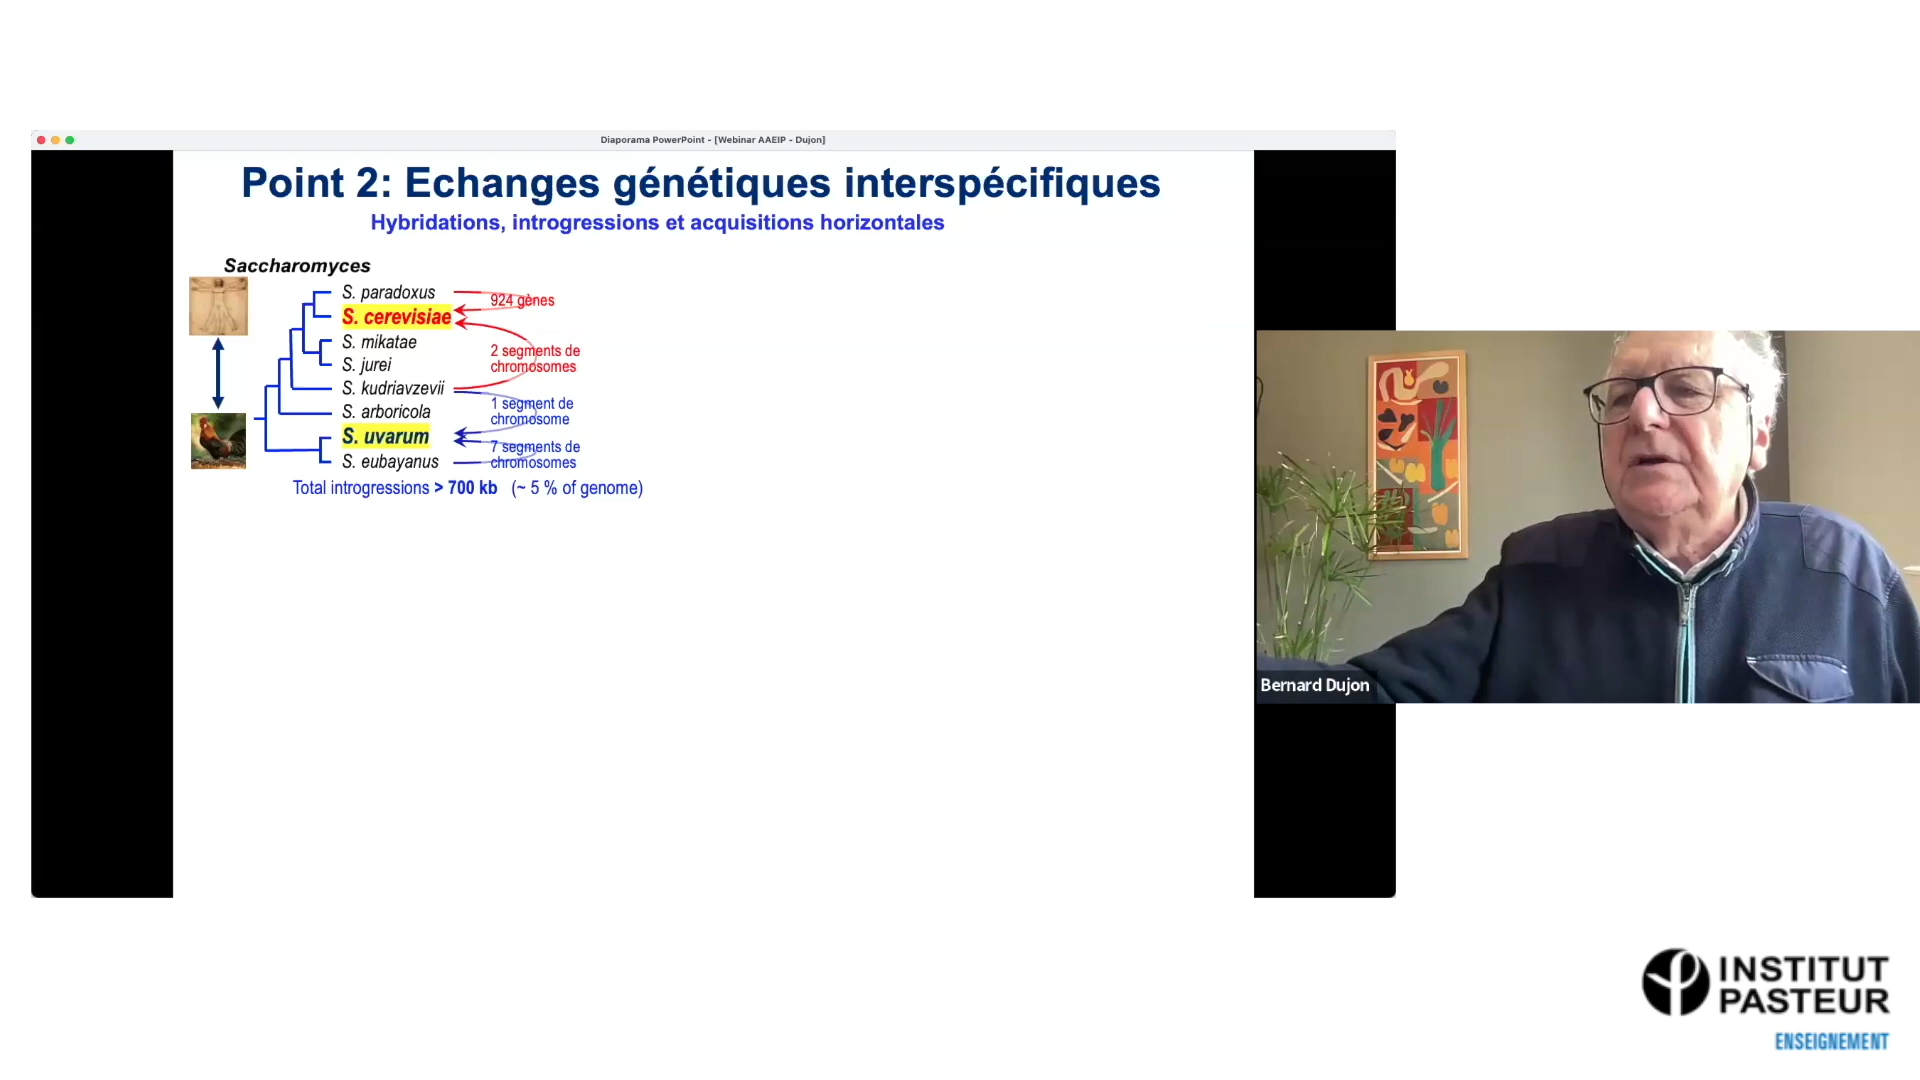 Diaporama PowerPoint - [Webinar AAEIP - Dujon]
Point 2: Echanges génétiques interspécifiques
Hybridations, introgressions et acquisitions horizontales
Saccharomyces
S. paradoxus
924 gènes
S. cerevisiae
S. mikatae
2 segments de
chromosomes
S. jurei
S. kudriavzevii
1 segment de
chromosome
S. arboricola
S. uvarum
7 segments de
chromosomes
S. eubayanus
Total introgressions > 700 kb (~ 5 % of genome)
Bernard Dujon
INSTITUT
PASTEUR
ENSEIGNEMENT